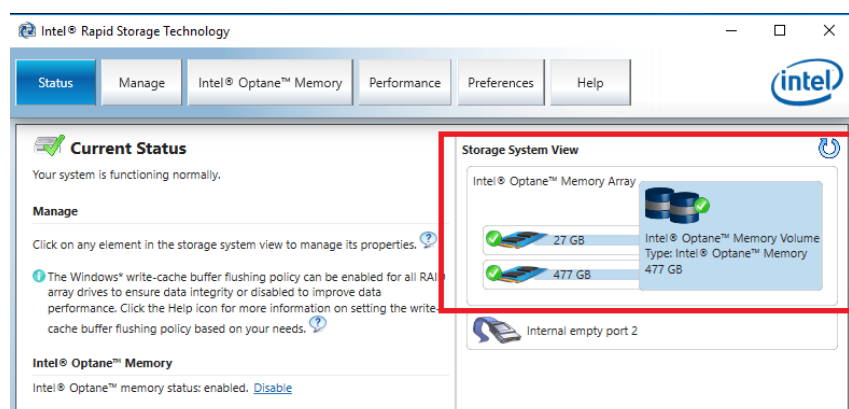 Intel® Rapid Storage Technology
Status
Manage
Intel® Optane™ Memory
Performance
Preferences
Help
intel
Current Status
Your system is functioning normally.
Manage
Click on any element in the storage system view to manage its properties.
The Windows* write-cache buffer flushing policy can be enabled for all RAID
array drives to ensure data integrity or disabled to improve data
performance. Click the Help icon for more information on setting the write-
cache buffer flushing policy based on your needs.
Intel® Optane™ Memory
Intel® Optane™ memory status: enabled. Disable
Storage System View
Intel® Optane™ Memory Array
27 GB
477 GB
Intel® Optane™ Memory Volume
Type: Intel® Optane™ Memory
477 GB
Internal empty port 2